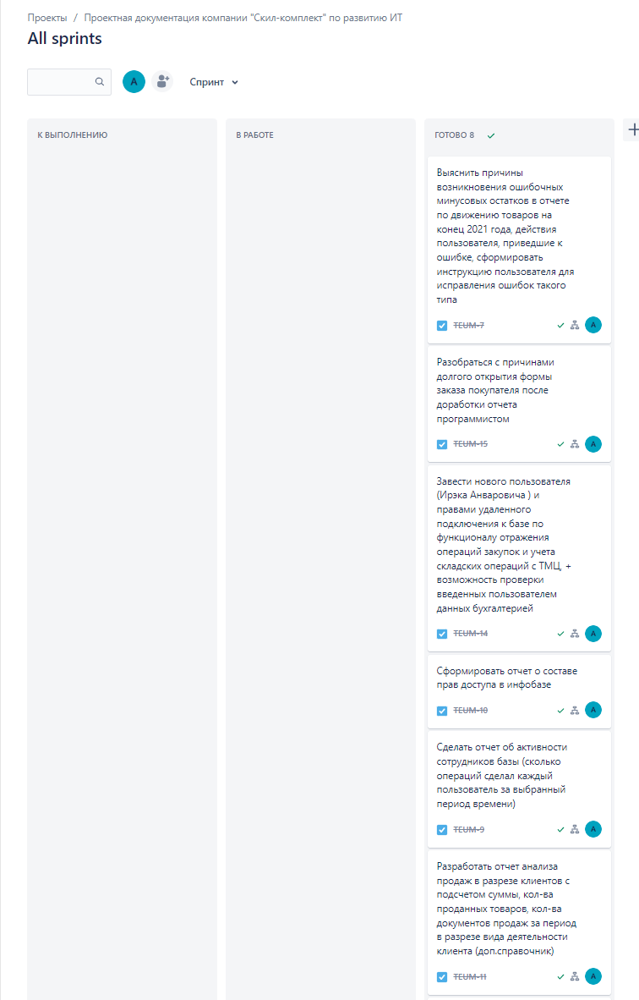 Проекты / Проектная документация компании "Скил-комплект" по развитию ИТ
All sprints
А
Спринт
К ВЫПОЛНЕНИЮ
В РАБОТЕ
ГОТОВО 8
Выяснить причины
возникновения ошибочных
минусовых остатков в отчете
по движению товаров на
конец 2021 года, действия
пользователя, приведшие к
ошибке, сформировать
инструкцию пользователя для
исправления ошибок такого
типа
TEUM-7
А
Разобраться с причинами
долгого открытия формы
заказа покупателя после
доработки отчета
программистом
TEUM-15
А
Завести нового пользователя
(Ирэка Анваровича ) и
правами удаленного
подключения к базе по
функционалу отражения
операций закупок и учета
складских операций с ТМЦ, +
возможность проверки
введенных пользователем
данных бухгалтерией
TEUM-14
А
Сформировать отчет о составе
прав доступа в инфобазе
TEUM-10
А
Сделать отчет об активности
сотрудников базы (сколько
операций сделал каждый
пользователь за выбранный
период времени)
TEUM-9
А
Разработать отчет анализа
продаж в разрезе клиентов с
подсчетом суммы, кол-ва
проданных товаров, кол-ва
документов продаж за период
в разрезе вида деятельности
клиента (доп.справочник)
TEUM-11
А